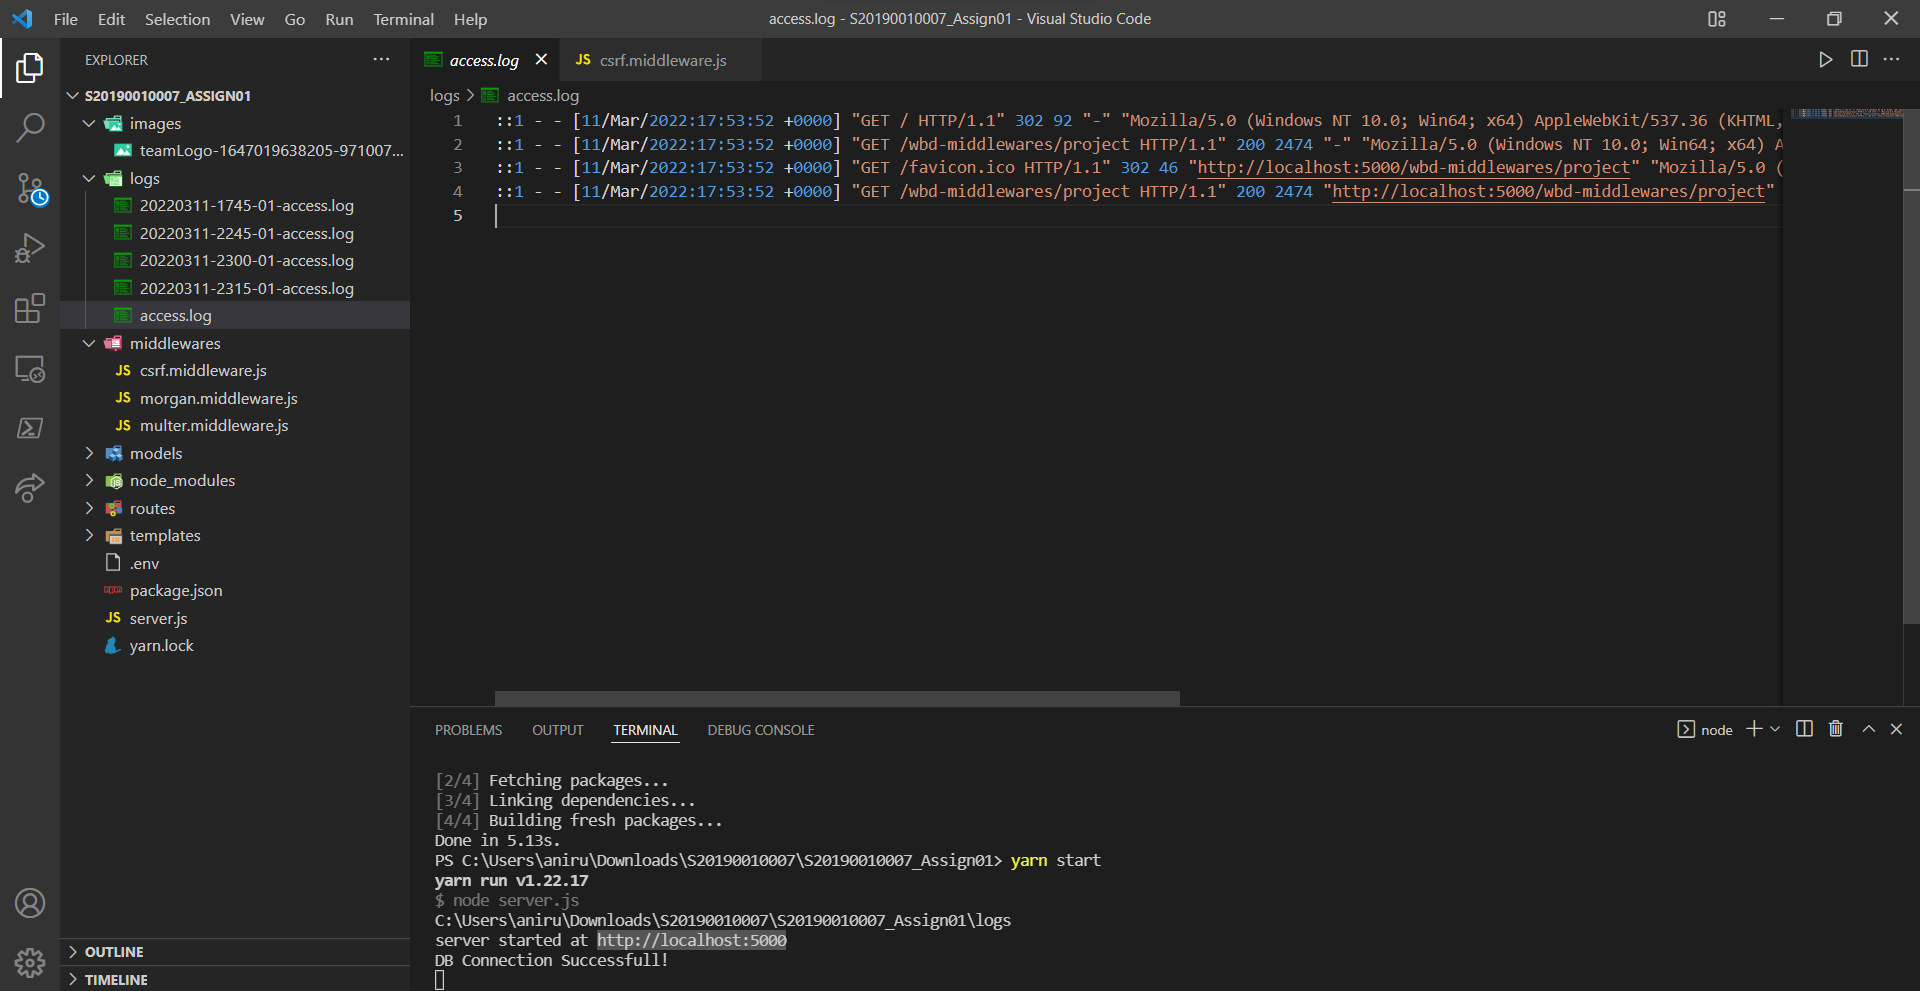 File Edit Selection View Go Run Terminal Help
access.log - S20190010007_Assign01 - Visual Studio Code
EXPLORER
S20190010007_ASSIGN01
images
teamLogo-1647019638205-971007...
logs
20220311-1745-01-access.log
20220311-2245-01-access.log
20220311-2300-01-access.log
20220311-2315-01-access.log
access.log
middlewares
JS csrf.middleware.js
JS morgan.middleware.js
JS multer.middleware.js
models
node_modules
routes
templates
.env
package.json
JS server.js
yarn.lock
OUTLINE
TIMELINE
access.log
JS csrf.middleware.js
logs > access.log
1 ::1 - - [11/Mar/2022:17:53:52 +0000] "GET / HTTP/1.1" 302 92 "-" "Mozilla/5.0 (Windows NT 10.0; Win64; x64) AppleWebKit/537.36 (KHTML,
2 ::1 - - [11/Mar/2022:17:53:52 +0000] "GET /wbd-middlewares/project HTTP/1.1" 200 2474 "-" "Mozilla/5.0 (Windows NT 10.0; Win64; x64) A
3 ::1 - - [11/Mar/2022:17:53:52 +0000] "GET /favicon.ico HTTP/1.1" 302 46 "http://localhost:5000/wbd-middlewares/project" "Mozilla/5.0 (
4 ::1 - - [11/Mar/2022:17:53:52 +0000] "GET /wbd-middlewares/project HTTP/1.1" 200 2474 "http://localhost:5000/wbd-middlewares/project"
5
PROBLEMS OUTPUT TERMINAL DEBUG CONSOLE
node
[2/4] Fetching packages...
[3/4] Linking dependencies...
[4/4] Building fresh packages...
Done in 5.13s.
PS C:\Users\aniru\Downloads\S20190010007\S20190010007_Assign01> yarn start
yarn run v1.22.17
$ node server.js
C:\Users\aniru\Downloads\S20190010007\S20190010007_Assign01\logs
server started at http://localhost:5000
DB Connection Successfull!